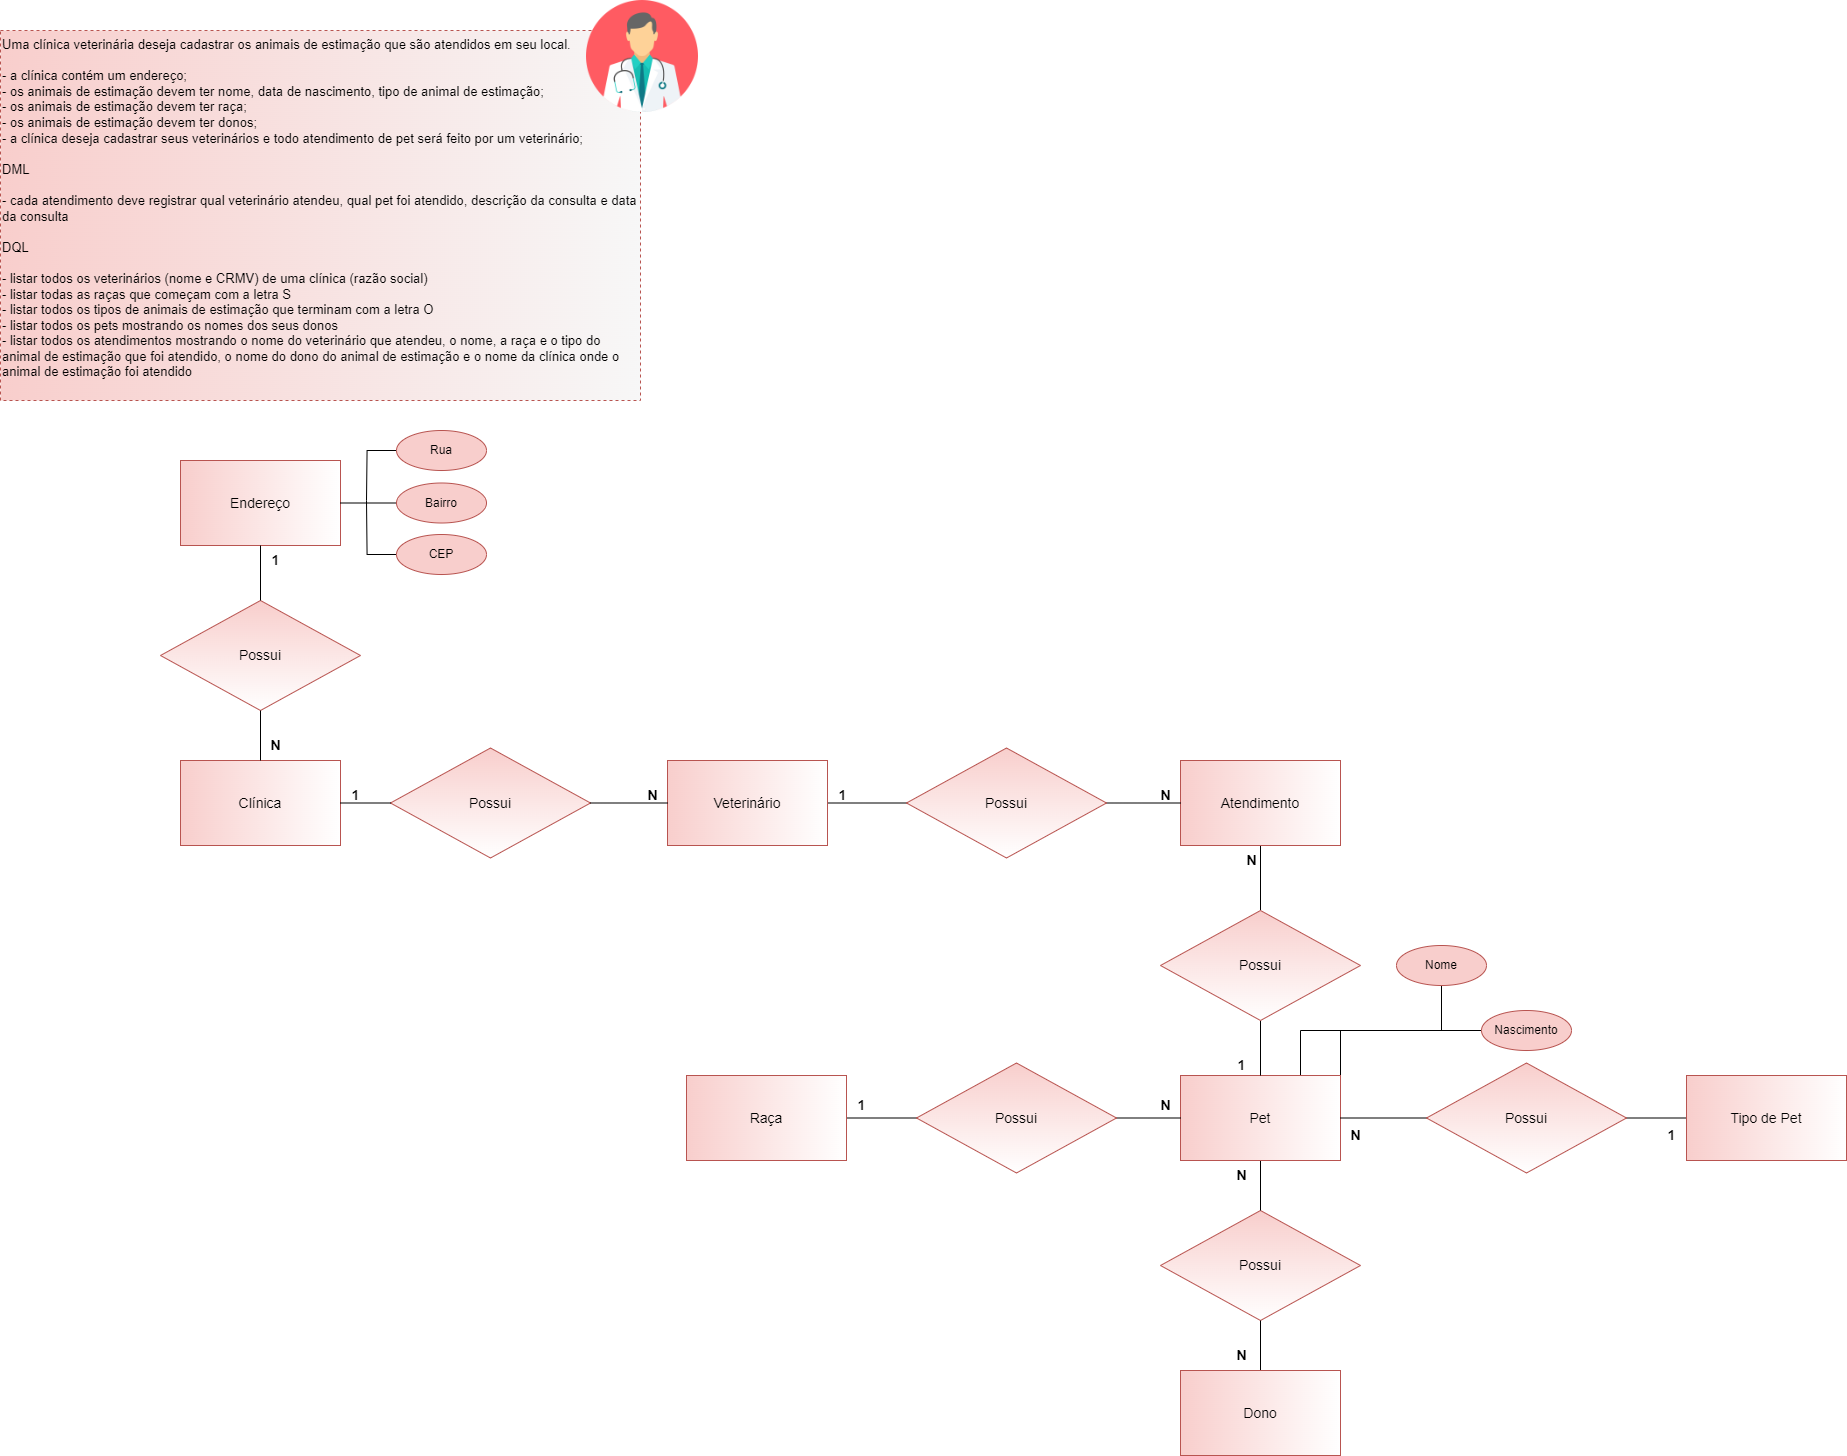 Uma clínica veterinária deseja cadastrar os animais de estimação que são atendidos em seu local.
- a clínica contém um endereço;
- os animais de estimação devem ter nome, data de nascimento, tipo de animal de estimação;
- os animais de estimação devem ter raça;
- os animais de estimação devem ter donos;
- a clínica deseja cadastrar seus veterinários e todo atendimento de pet será feito por um veterinário;
DML
- cada atendimento deve registrar qual veterinário atendeu, qual pet foi atendido, descrição da consulta e data
da consulta
DQL
- listar todos os veterinários (nome e CRMV) de uma clínica (razão social)
- listar todas as raças que começam com a letra S
- listar todos os tipos de animais de estimação que terminam com a letra O
- listar todos os pets mostrando os nomes dos seus donos
- listar todos os atendimentos mostrando o nome do veterinário que atendeu, o nome, a raça e o tipo do
animal de estimação que foi atendido, o nome do dono do animal de estimação e o nome da clínica onde o
animal de estimação foi atendido
Rua
Endereço
Bairro
CEP
1
Possui
N
Clínica
1
Possui
N
Veterinário
1
Possui
N
Atendimento
N
Possui
Nome
Nascimento
1
Raça
1
Possui
N
Pet
N
Possui
1
Tipo de Pet
N
Possui
N
Dono